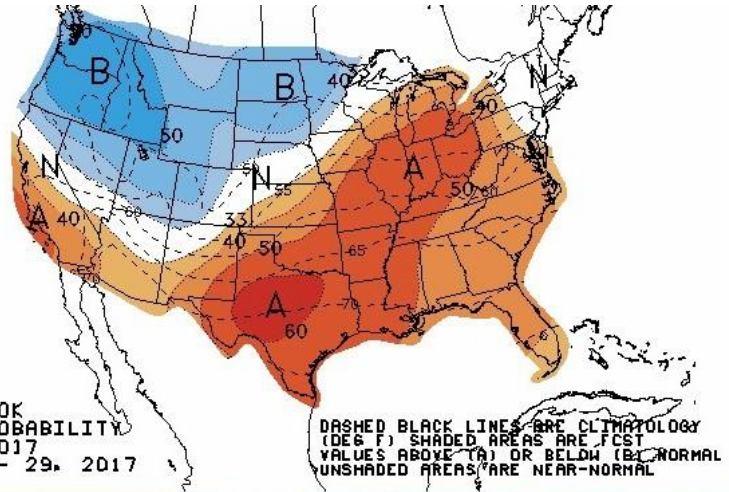 B
B
40
N
40
50
N
A
55
50
60
N
A
40
60
33
40
50
65
70
A
60
OK
OBABILITY
017
- 29, 2017
DASHED BLACK LINES ARE CLIMATOLOGY
(DEG F) SHADED AREAS ARE FCST
VALUES ABOVE (A) OR BELOW (B) NORMAL
UNSHADED AREAS ARE NEAR-NORMAL